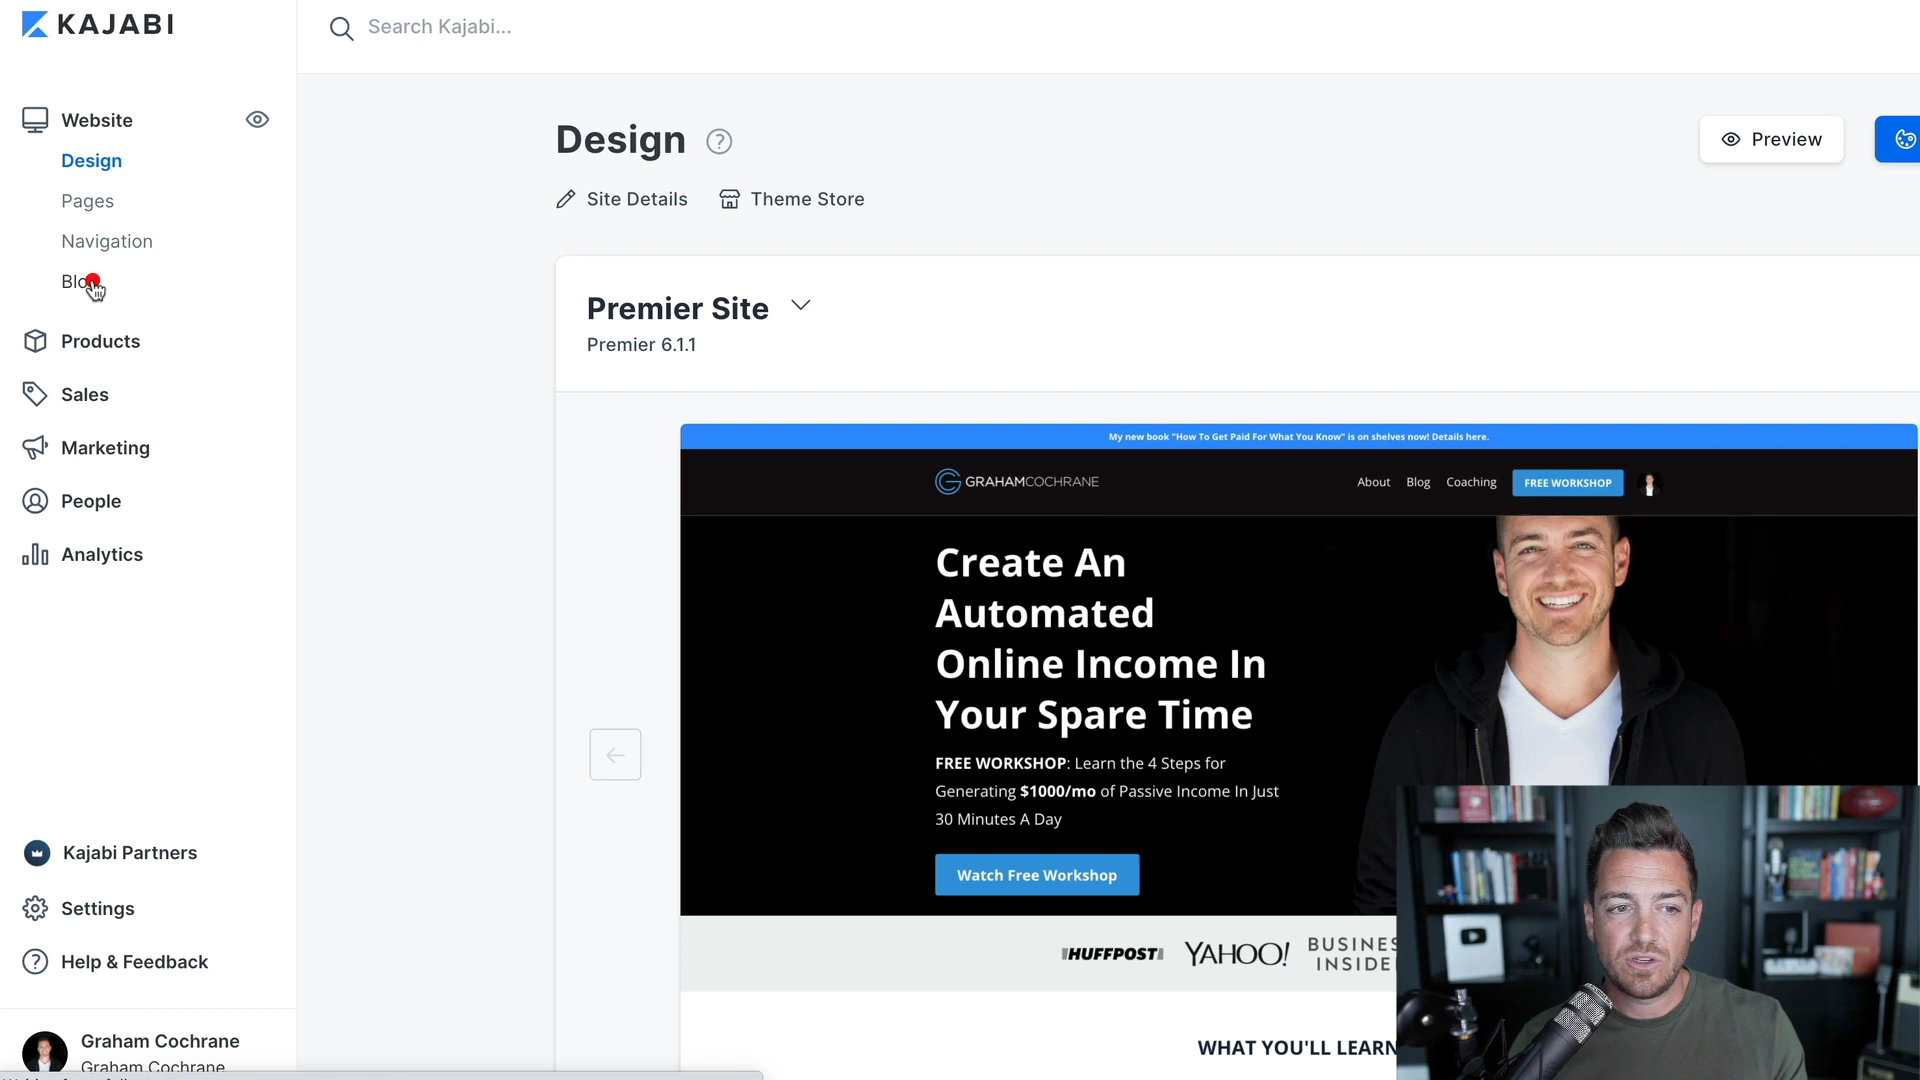 KAJABI
Search Kajabi...
Website
Design
Pages
Navigation
Products
Sales
Marketing
People
Analytics
Kajabi Partners
Settings
Help & Feedback
Graham Cochrane
Graham Cochrane
Design
Preview
Site Details
Theme Store
Premier Site
Premier 6.1.1
My new book "How To Get Paid For What You Know" is on shelves now! Details here.
GRAHAMCOCHRANE
About Blog Coaching FREE WORKSHOP
Create An
Automated
Online Income In
Your Spare Time
FREE WORKSHOP: Learn the 4 Steps for
Generating $1000/mo of Passive Income In Just
30 Minutes A Day
Watch Free Workshop
HUFFPOST YAHOO! BUSINES
INSIDE
WHAT YOU'LL LEARN